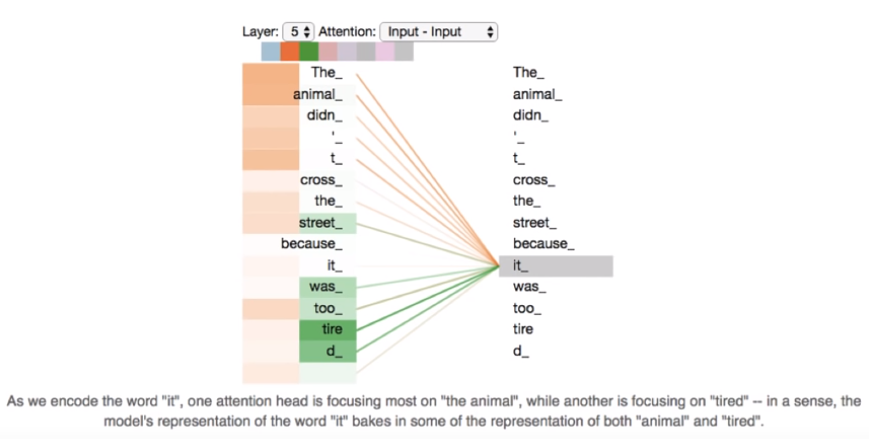 Layer: 5 Attention: Input - Input
The_ The_
animal_ animal_
didn_ didn_
'_ '_
t_ t_
cross_ cross_
the_ the_
street_ street_
because_ because_
it_ it_
was_ was_
too_ too_
tire tire
d_ d_
As we encode the word "it", one attention head is focusing most on "the animal", while another is focusing on "tired" -- in a sense, the
model's representation of the word "it" bakes in some of the representation of both "animal" and "tired".